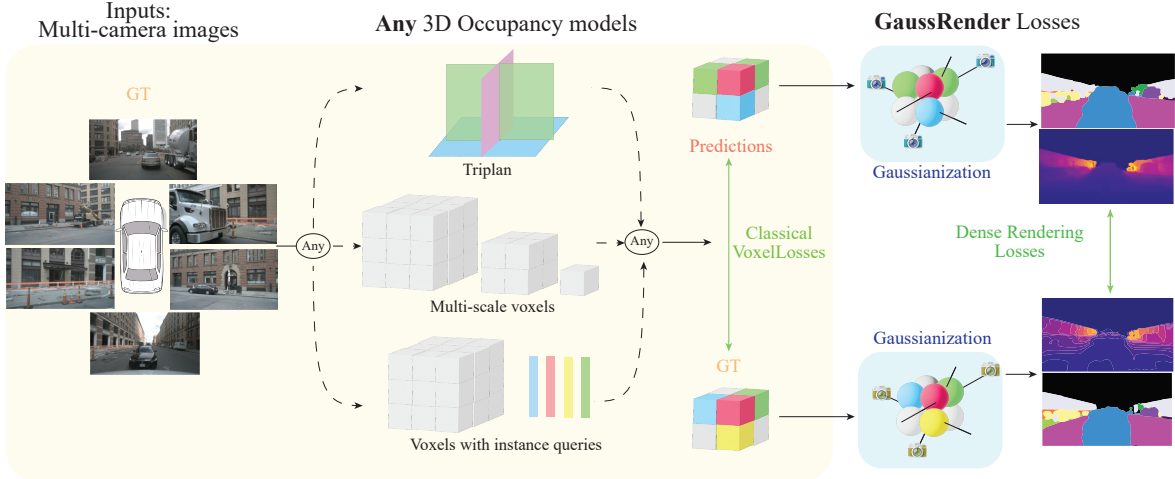 Inputs:
Multi-camera images
Any 3D Occupancy models
GaussRender Losses
GT
Triplan
Predictions
Gaussianization
Any
Any
Classical
VoxelLosses
Dense Rendering
Losses
Multi-scale voxels
Gaussianization
GT
Voxels with instance queries